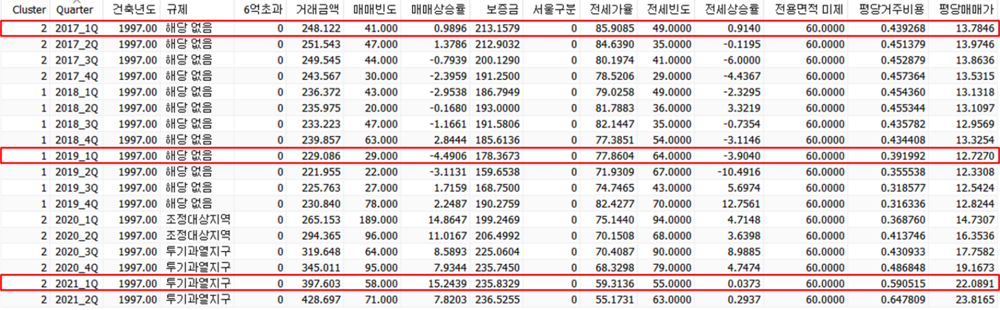 Cluster Quarter 건축년도 규제 6억초과 거래금액 매매빈도 매매상승률 보증금 서울구분 전세가율 전세빈도 전세상승률 전용면적 미제 평당거주비용 평당매매가
2 2017_1Q 1997.00 해당 없음 0 248.122 41.000 0.9896 213.1579 0 85.9085 49.0000 0.9140 60.0000 0.439268 13.7846
2 2017_2Q 1997.00 해당 없음 0 251.543 47.000 1.3786 212.9032 0 84.6390 35.0000 -0.1195 60.0000 0.451379 13.9746
2 2017_3Q 1997.00 해당 없음 0 249.545 44.000 -0.7939 200.1290 0 80.1974 41.0000 -6.0000 60.0000 0.452879 13.8636
2 2017_4Q 1997.00 해당 없음 0 243.567 30.000 -2.3959 191.2500 0 78.5206 29.0000 -4.4367 60.0000 0.457364 13.5315
1 2018_1Q 1997.00 해당 없음 0 236.372 43.000 -2.9538 186.7949 0 79.0258 49.0000 -2.3295 60.0000 0.454360 13.1318
1 2018_2Q 1997.00 해당 없음 0 235.975 20.000 -0.1680 193.0000 0 81.7883 36.0000 3.3219 60.0000 0.455344 13.1097
1 2018_3Q 1997.00 해당 없음 0 233.223 47.000 -1.1661 191.5806 0 82.1447 35.0000 -0.7354 60.0000 0.435782 12.9569
1 2018_4Q 1997.00 해당 없음 0 239.857 63.000 2.8444 185.6136 0 77.3851 54.0000 -3.1146 60.0000 0.434408 13.3254
1 2019_1Q 1997.00 해당 없음 0 229.086 29.000 -4.4906 178.3673 0 77.8604 64.0000 -3.9040 60.0000 0.391992 12.7270
1 2019_2Q 1997.00 해당 없음 0 221.955 22.000 -3.1131 159.6538 0 71.9309 67.0000 -10.4916 60.0000 0.355538 12.3308
1 2019_3Q 1997.00 해당 없음 0 225.763 27.000 1.7159 168.7500 0 74.7465 43.0000 5.6974 60.0000 0.318577 12.5424
1 2019_4Q 1997.00 해당 없음 0 230.840 78.000 2.2487 190.2759 0 82.4277 70.0000 12.7561 60.0000 0.316336 12.8244
2 2020_1Q 1997.00 조정대상지역 0 265.153 189.000 14.8647 199.2469 0 75.1440 94.0000 4.7148 60.0000 0.368760 14.7307
2 2020_2Q 1997.00 조정대상지역 0 294.365 96.000 11.0167 206.4992 0 70.1508 68.0000 3.6398 60.0000 0.413746 16.3536
2 2020_3Q 1997.00 투기과열지구 0 319.648 64.000 8.5893 225.0604 0 70.4087 90.0000 8.9885 60.0000 0.430933 17.7582
2 2020_4Q 1997.00 투기과열지구 0 345.011 95.000 7.9344 235.7450 0 68.3298 79.0000 4.7474 60.0000 0.486848 19.1673
2 2021_1Q 1997.00 투기과열지구 0 397.603 58.000 15.2439 235.8329 0 59.3136 55.0000 0.0373 60.0000 0.590515 22.0891
2 2021_2Q 1997.00 투기과열지구 0 428.697 71.000 7.8203 236.5255 0 55.1731 63.0000 0.2937 60.0000 0.647809 23.8165